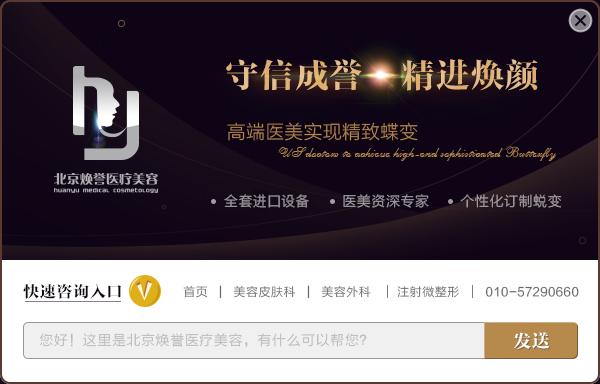 守信成誉 精进焕颜
hy
高端医美实现精致蝶变
WSelectors to achieve high-end sophisticated Butterfly
北京焕誉医疗美容
huanyu medical cosmetology
• 全套进口设备 • 医美资深专家 • 个性化订制蜕变
快速咨询入口 V 首页 | 美容皮肤科 | 美容外科 | 注射微整形 | 010-57290660
您好！这里是北京焕誉医疗美容，有什么可以帮您？ 发送